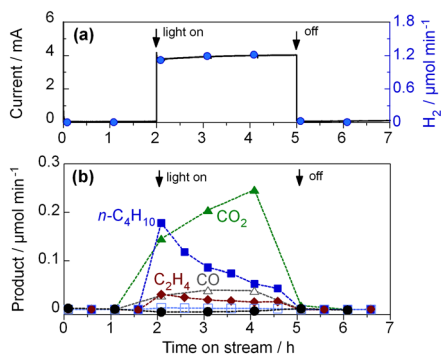 (a)
light on
off
Current / mA
6
4
2
0
1.8
1.2
0.6
0
H2 / μmol min-1
0 1 2 3 4 5 6 7
(b)
light on
off
Product / μmol min-1
0.3
0.2
0.1
0
n-C4H10
CO2
C2H4
CO
0 1 2 3 4 5 6 7
Time on stream / h